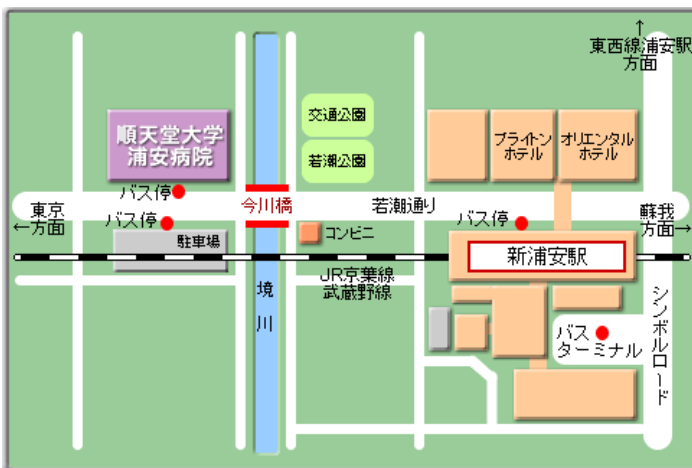 ↑
東西線浦安駅
方面
交通公園
順天堂大学
浦安病院
ブライトン
ホテル
オリエンタル
ホテル
若潮公園
バス停
東京
←方面
今川橋
若潮通り
蘇我
方面→
バス停
バス停
コンビニ
駐車場
新浦安駅
JR京葉線
武蔵野線
境川
シンボルロード
バス
ターミナル